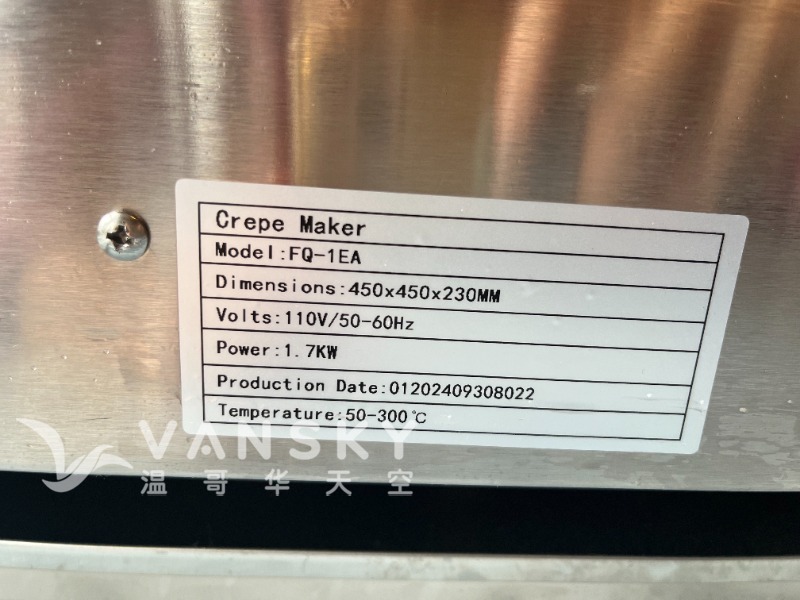 Crepe Maker
Model:FQ-1EA
Dimensions:450x450x230MM
Volts:110V/50-60Hz
Power:1.7KW
Production Date:01202409308022
Temperature:50-300℃
VANSKY
温哥华天空